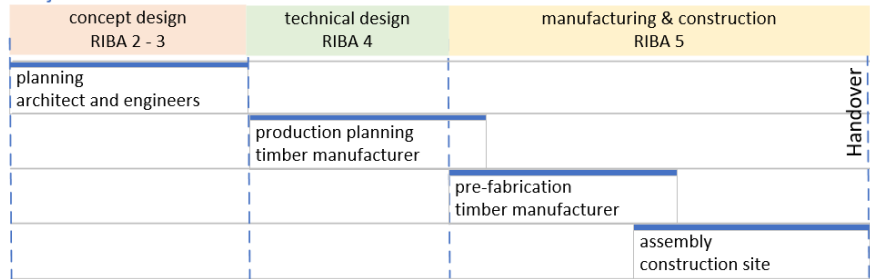 concept design
RIBA 2 - 3
technical design
RIBA 4
manufacturing & construction
RIBA 5
planning
architect and engineers
production planning
timber manufacturer
pre-fabrication
timber manufacturer
assembly
construction site
Handover